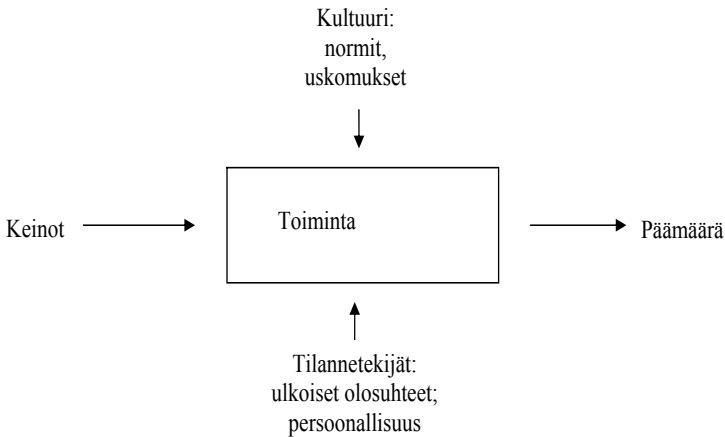 Kultuuri:
normit,
uskomukset
Keinot
Toiminta
Päämäärä
Tilannetekijät:
ulkoiset olosuhteet;
persoonallisuus